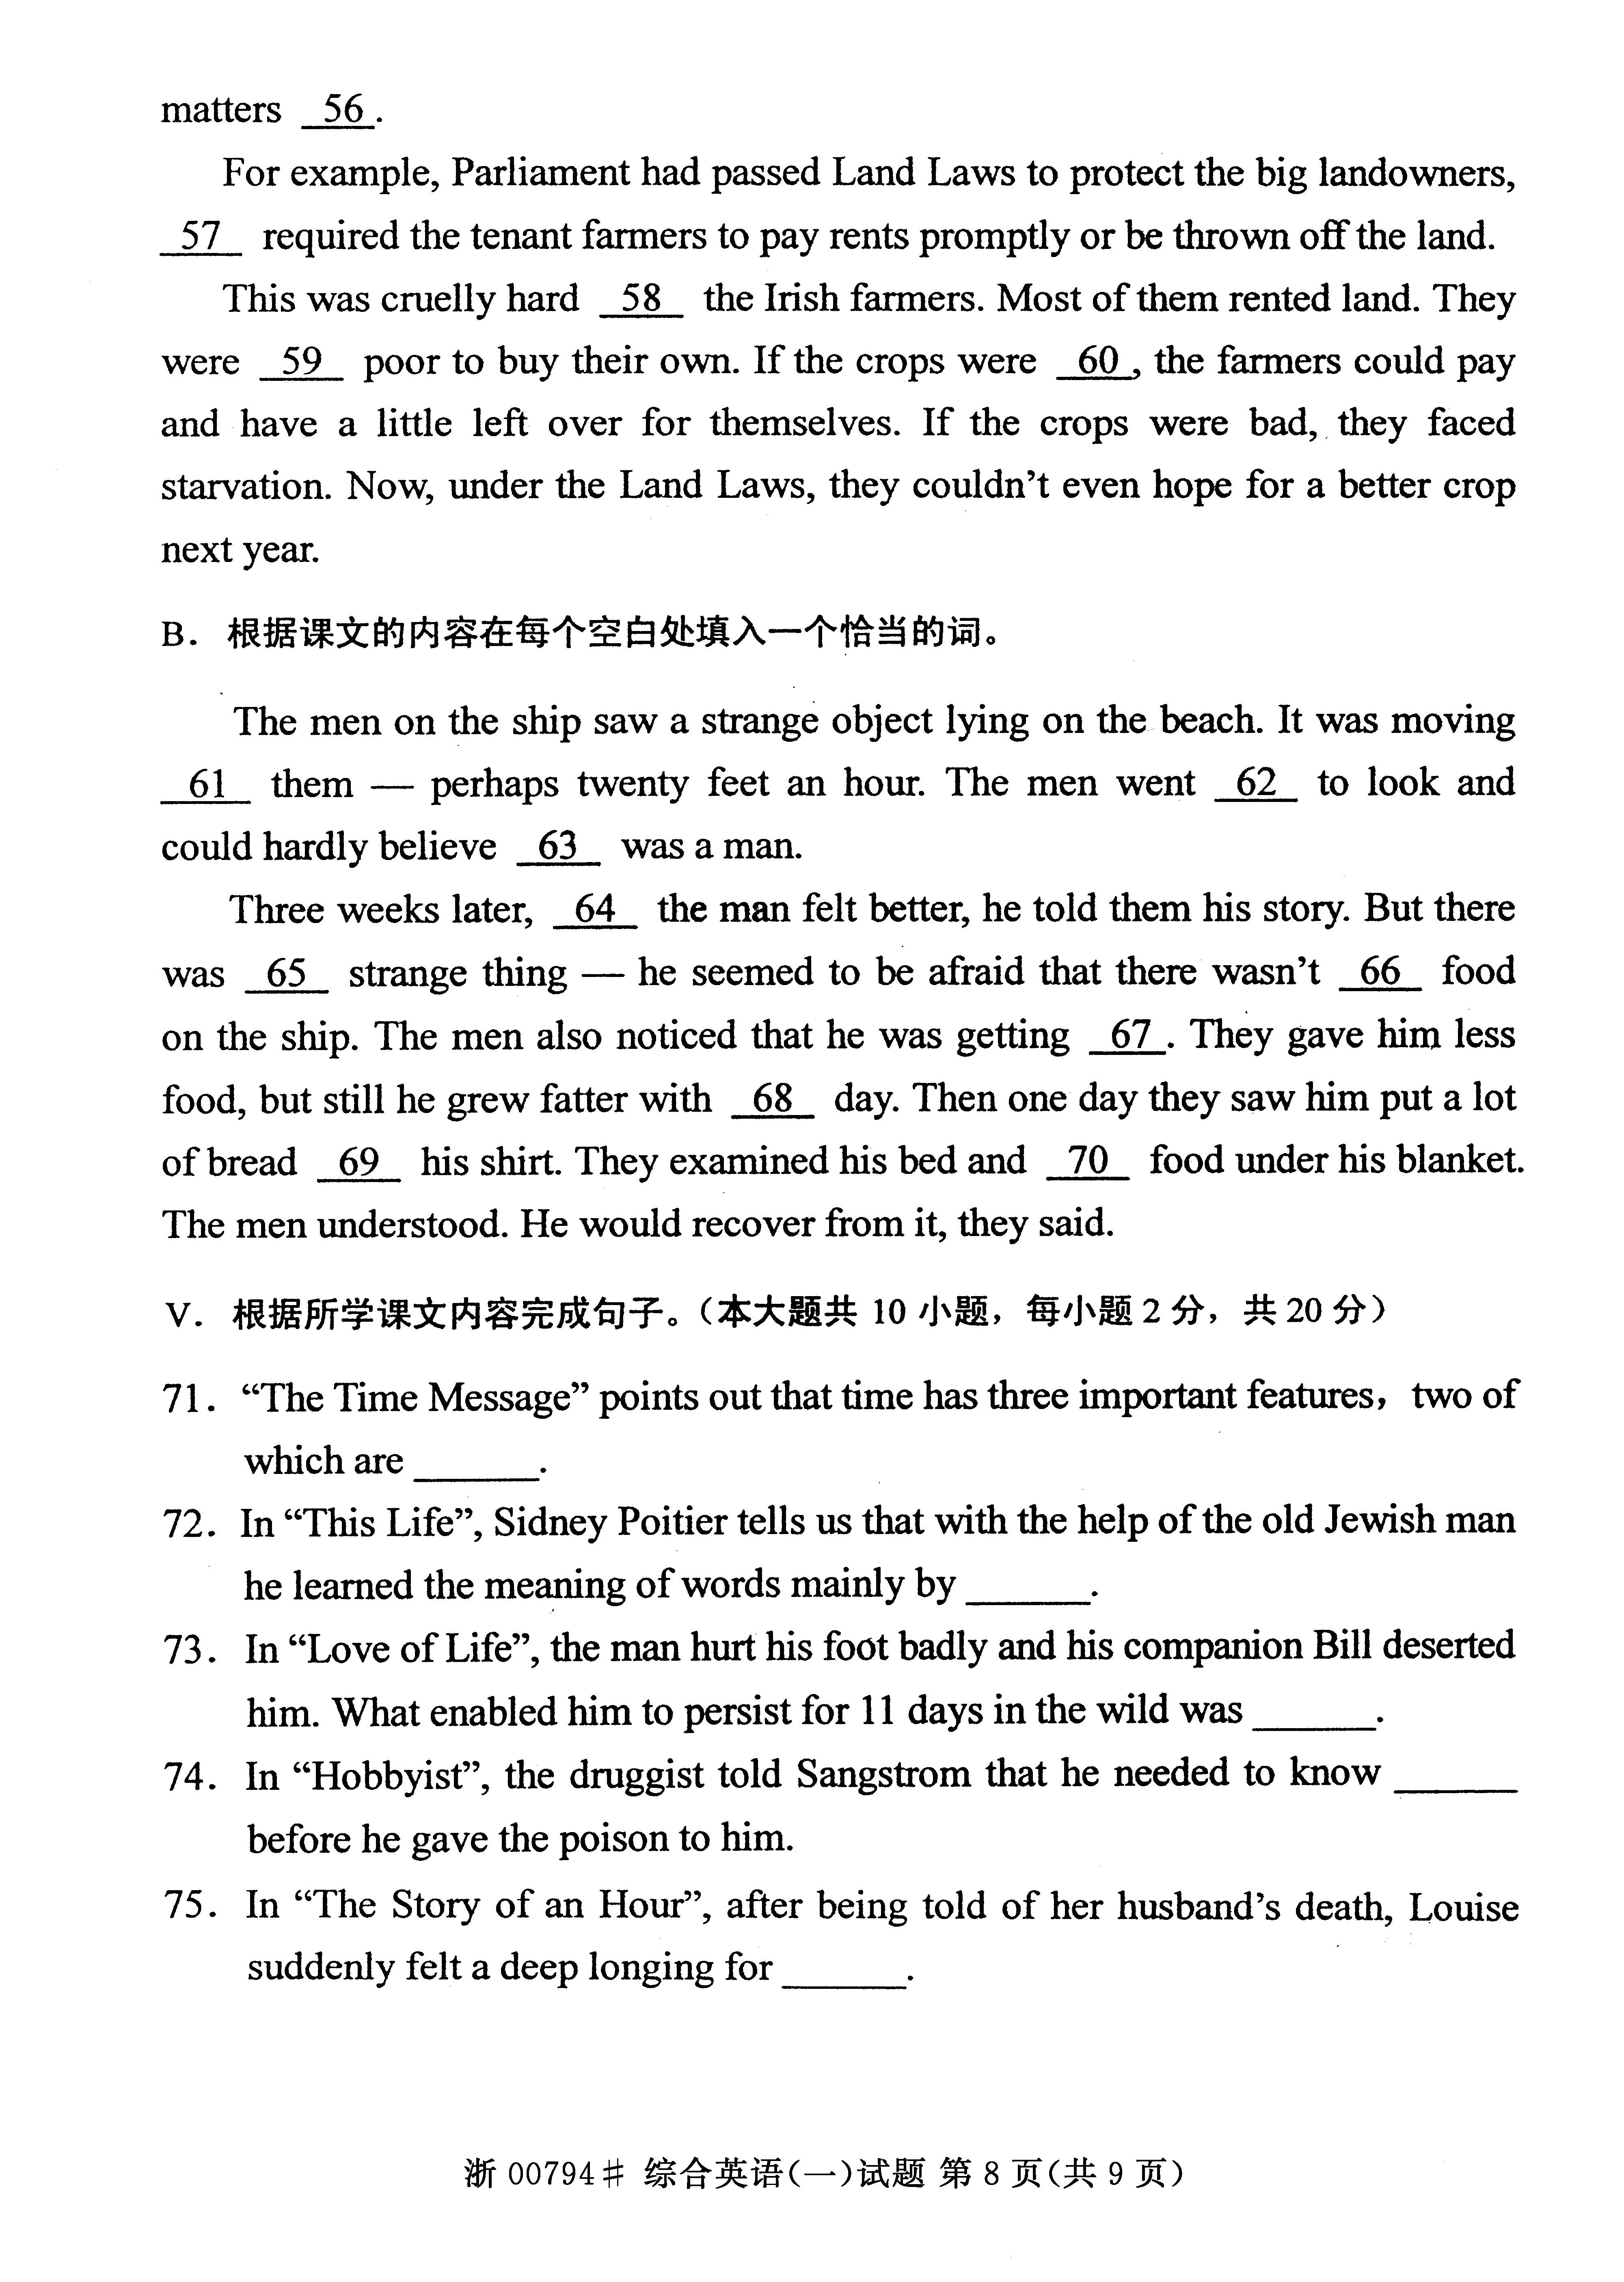 matters 56.
For example, Parliament had passed Land Laws to protect the big landowners,
57 required the tenant farmers to pay rents promptly or be thrown off the land.
This was cruelly hard 58 the Irish farmers. Most of them rented land. They
were 59 poor to buy their own. If the crops were 60, the farmers could pay
and have a little left over for themselves. If the crops were bad, they faced
starvation. Now, under the Land Laws, they couldn't even hope for a better crop
next year.
B. 根据课文的内容在每个空白处填入一个恰当的词。
The men on the ship saw a strange object lying on the beach. It was moving
61 them — perhaps twenty feet an hour. The men went 62 to look and
could hardly believe 63 was a man.
Three weeks later, 64 the man felt better, he told them his story. But there
was 65 strange thing — he seemed to be afraid that there wasn't 66 food
on the ship. The men also noticed that he was getting 67. They gave him less
food, but still he grew fatter with 68 day. Then one day they saw him put a lot
of bread 69 his shirt. They examined his bed and 70 food under his blanket.
The men understood. He would recover from it, they said.
V. 根据所学课文内容完成句子。(本大题共 10 小题，每小题 2 分，共 20 分)
71. “The Time Message” points out that time has three important features，two of
which are ______.
72. In “This Life”, Sidney Poitier tells us that with the help of the old Jewish man
he learned the meaning of words mainly by ______.
73. In “Love of Life”, the man hurt his foot badly and his companion Bill deserted
him. What enabled him to persist for 11 days in the wild was ______.
74. In “Hobbyist”, the druggist told Sangstrom that he needed to know ______
before he gave the poison to him.
75. In “The Story of an Hour”, after being told of her husband's death, Louise
suddenly felt a deep longing for ______.
浙 00794# 综合英语(一)试题 第 8 页(共 9 页)